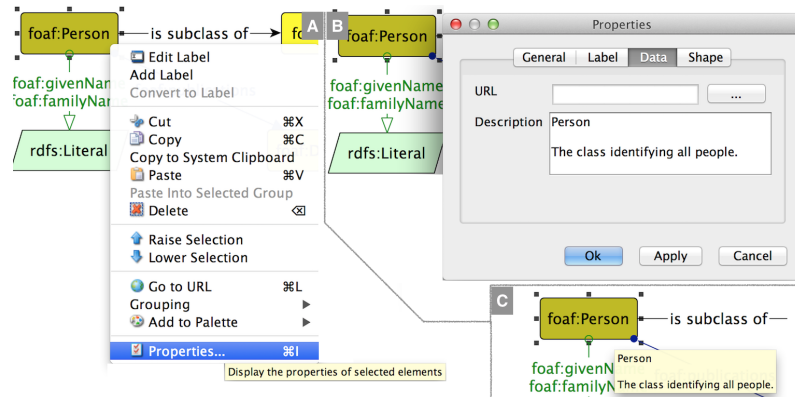 foaf:Person
is subclass of
fo
A
Edit Label
Add Label
Convert to Label
Cut ⌘X
Copy ⌘C
Copy to System Clipboard
Paste ⌘V
Paste Into Selected Group
Delete ⌫
Raise Selection
Lower Selection
Go to URL ⌘L
Grouping
Add to Palette
Properties... ⌘I
Display the properties of selected elements
foaf:givenNam
foaf:familyNar
rdfs:Literal
B
foaf:Person
foaf:givenName
foaf:familyName
rdfs:Literal
Properties
General Label Data Shape
URL ...
Description Person
The class identifying all people.
Ok Apply Cancel
C
foaf:Person is subclass of
foaf:givenN
foaf:familyN
Person
The class identifying all people.